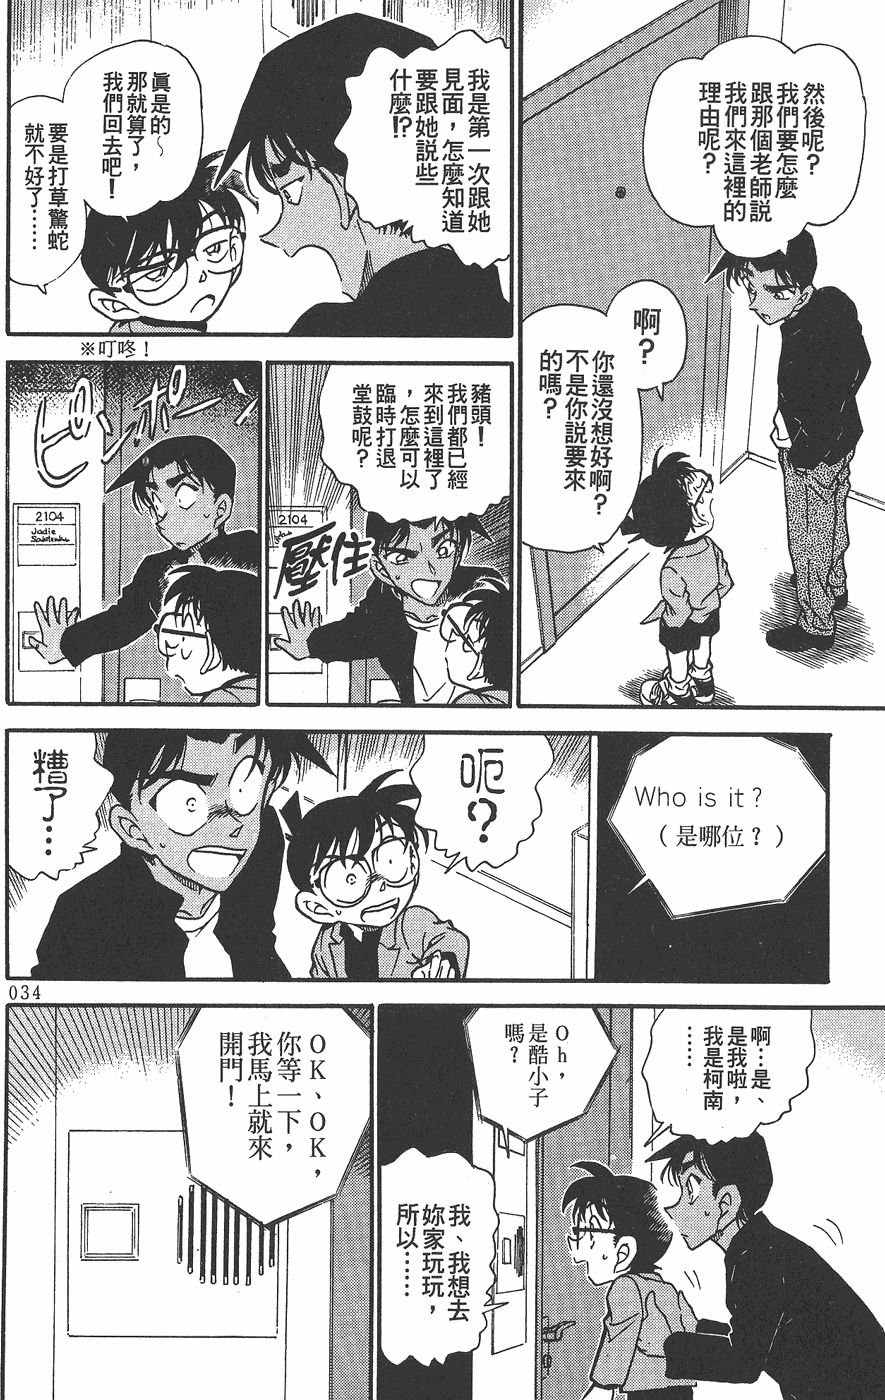 然後呢？
我們要怎麼
跟那個老師說
我們來這裡的
理由呢？
啊？
你還沒想好啊？
不是你說要來
的嗎？
我是第一次跟她
見面，怎麼知道
要跟她說些
什麼!?
真是的～
那就算了，
我們回去吧！
要是打草驚蛇
就不好了……
豬頭！
我們都已經
來到這裡了
，怎麼可以
臨時打退
堂鼓呢？
壓住
2104
※叮咚！
ピンポーン
2104
Jodie
Saintemillion
Who is it？
（是哪位？）
呃？
糟了…
034
啊…是、
是我啦，
我是柯南
……
Oh，
是酷小子
嗎？
我、我想去
妳家玩玩，
所以……
OK、OK，
你等一下，
我馬上就來
開門！